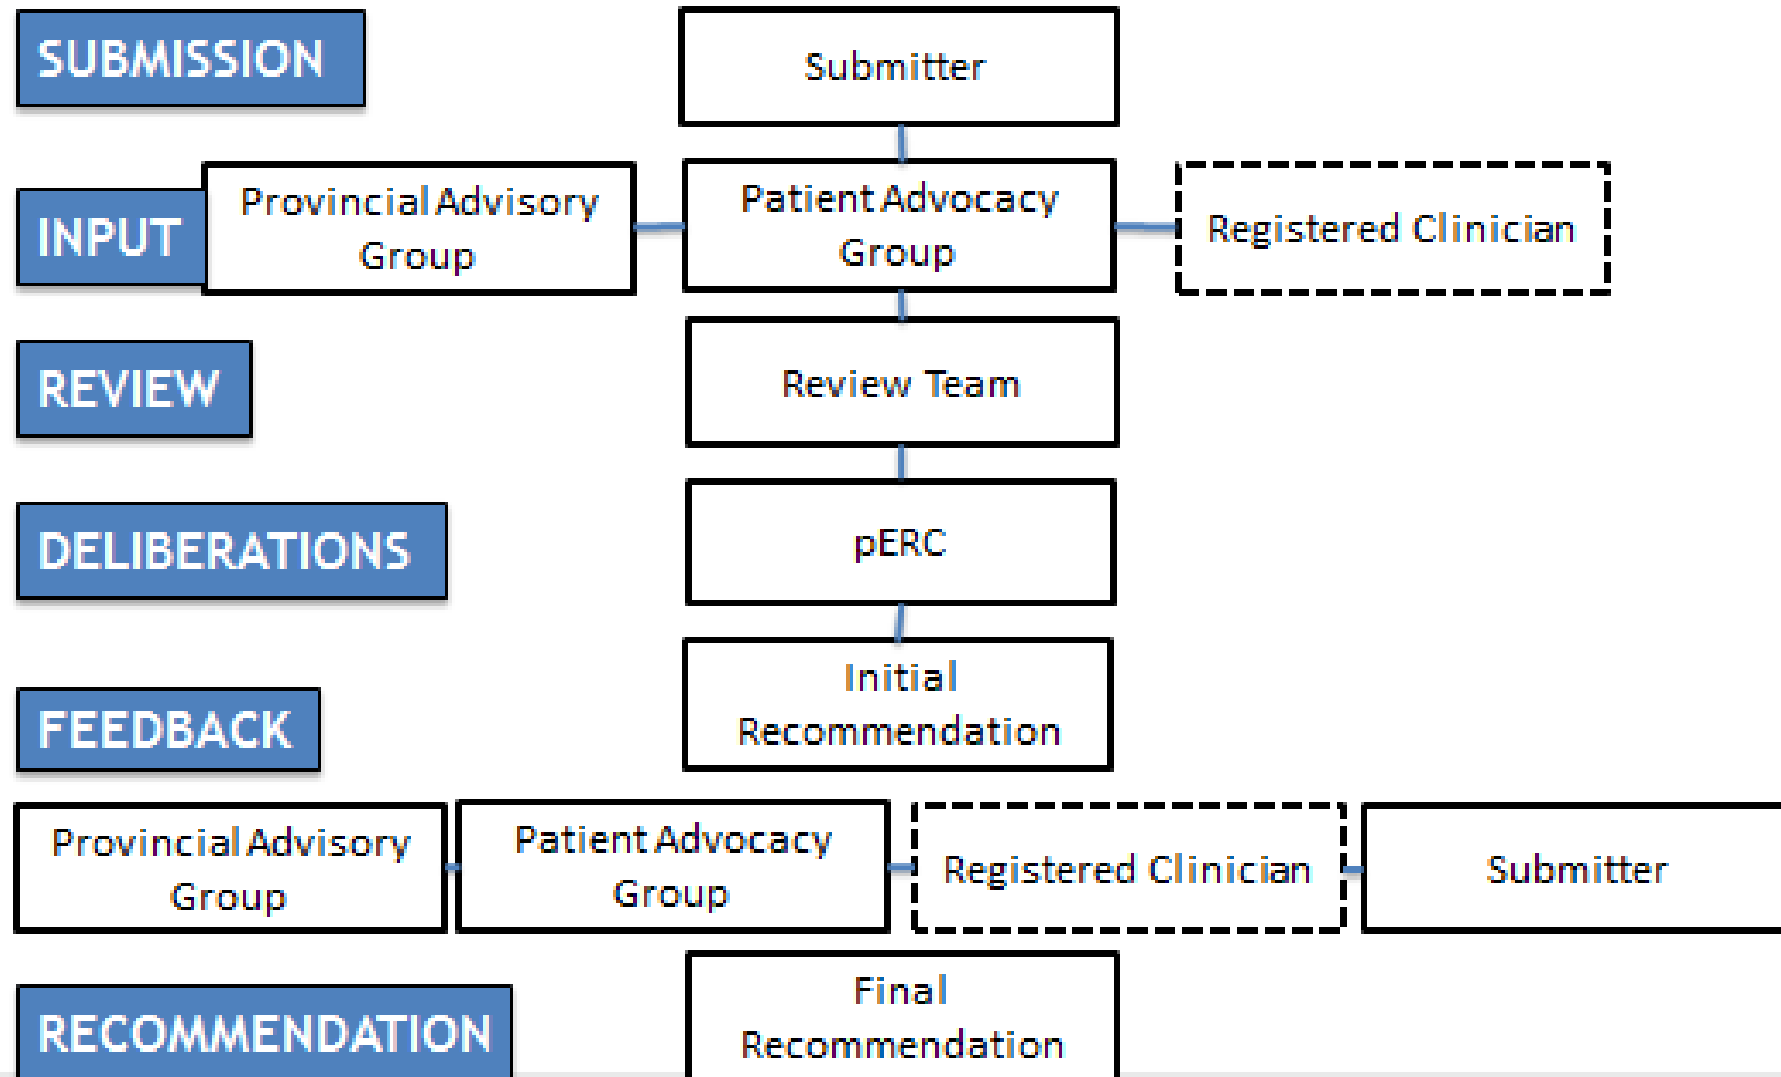 SUBMISSION
Submitter
INPUT
Provincial Advisory
Group
Patient Advocacy
Group
Registered Clinician
REVIEW
Review Team
DELIBERATIONS
pERC
Initial
Recommendation
FEEDBACK
Provincial Advisory
Group
Patient Advocacy
Group
Registered Clinician
Submitter
RECOMMENDATION
Final
Recommendation